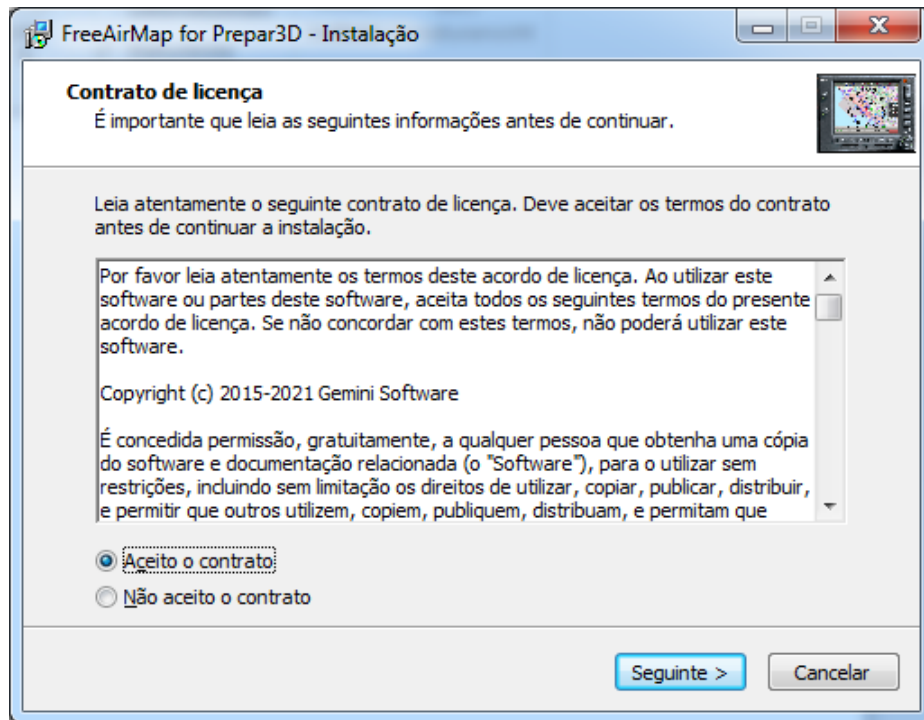 FreeAirMap for Prepar3D - Instalação
Contrato de licença
É importante que leia as seguintes informações antes de continuar.
Leia atentamente o seguinte contrato de licença. Deve aceitar os termos do contrato
antes de continuar a instalação.
Por favor leia atentamente os termos deste acordo de licença. Ao utilizar este
software ou partes deste software, aceita todos os seguintes termos do presente
acordo de licença. Se não concordar com estes termos, não poderá utilizar este
software.
Copyright (c) 2015-2021 Gemini Software
É concedida permissão, gratuitamente, a qualquer pessoa que obtenha uma cópia
do software e documentação relacionada (o "Software"), para o utilizar sem
restrições, incluindo sem limitação os direitos de utilizar, copiar, publicar, distribuir,
e permitir que outros utilizem, copiem, publiquem, distribuam, e permitam que
Aceito o contrato
Não aceito o contrato
Seguinte >
Cancelar